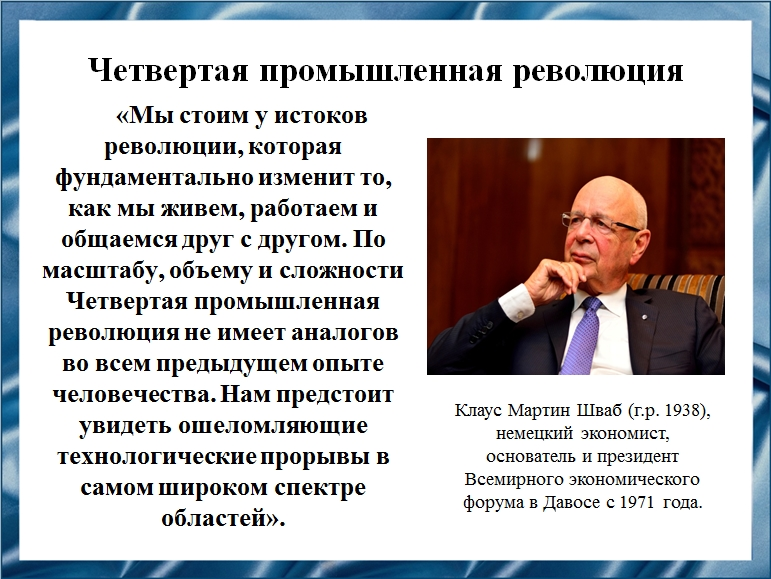 Четвертая промышленная революция
«Мы стоим у истоков
революции, которая
фундаментально изменит то,
как мы живем, работаем и
общаемся друг с другом. По
масштабу, объему и сложности
Четвертая промышленная
революция не имеет аналогов
во всем предыдущем опыте
человечества. Нам предстоит
увидеть ошеломляющие
технологические прорывы в
самом широком спектре
областей».
Клаус Мартин Шваб (г.р. 1938),
немецкий экономист,
основатель и президент
Всемирного экономического
форума в Давосе с 1971 года.